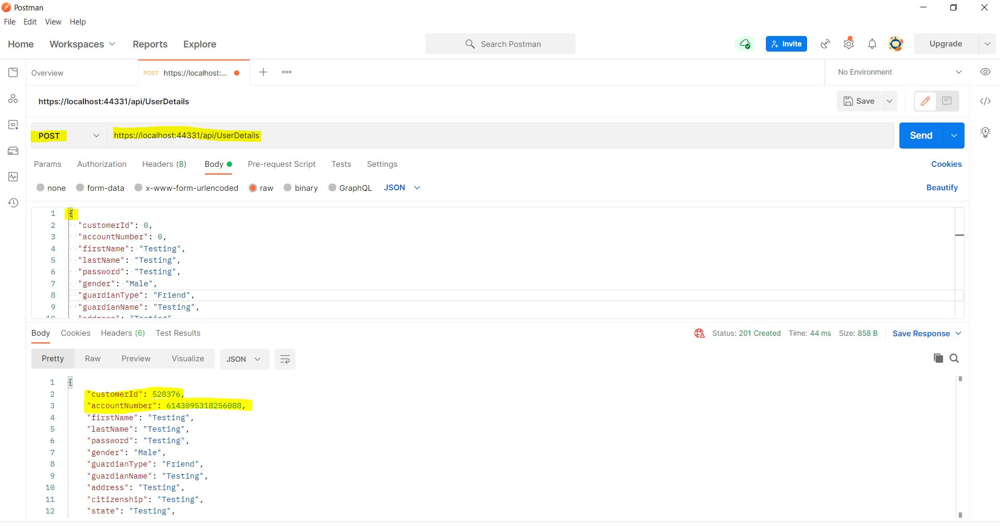 Postman
File Edit View Help
Home Workspaces Reports Explore Search Postman Invite Upgrade
Overview POST https://localhost:... No Environment
https://localhost:44331/api/UserDetails Save
POST https://localhost:44331/api/UserDetails Send
Params Authorization Headers (8) Body Pre-request Script Tests Settings Cookies
none form-data x-www-form-urlencoded raw binary GraphQL JSON Beautify
1 {
2 "customerId": 0,
3 "accountNumber": 0,
4 "firstName": "Testing",
5 "lastName": "Testing",
6 "password": "Testing",
7 "gender": "Male",
8 "guardianType": "Friend",
9 "guardianName": "Testing",
10 "address": "Testing"
Body Cookies Headers (6) Test Results Status: 201 Created Time: 44 ms Size: 858 B Save Response
Pretty Raw Preview Visualize JSON
1 {
2 "customerId": 528376,
3 "accountNumber": 6143095318256088,
4 "firstName": "Testing",
5 "lastName": "Testing",
6 "password": "Testing",
7 "gender": "Male",
8 "guardianType": "Friend",
9 "guardianName": "Testing",
10 "address": "Testing",
11 "citizenship": "Testing",
12 "state": "Testing",